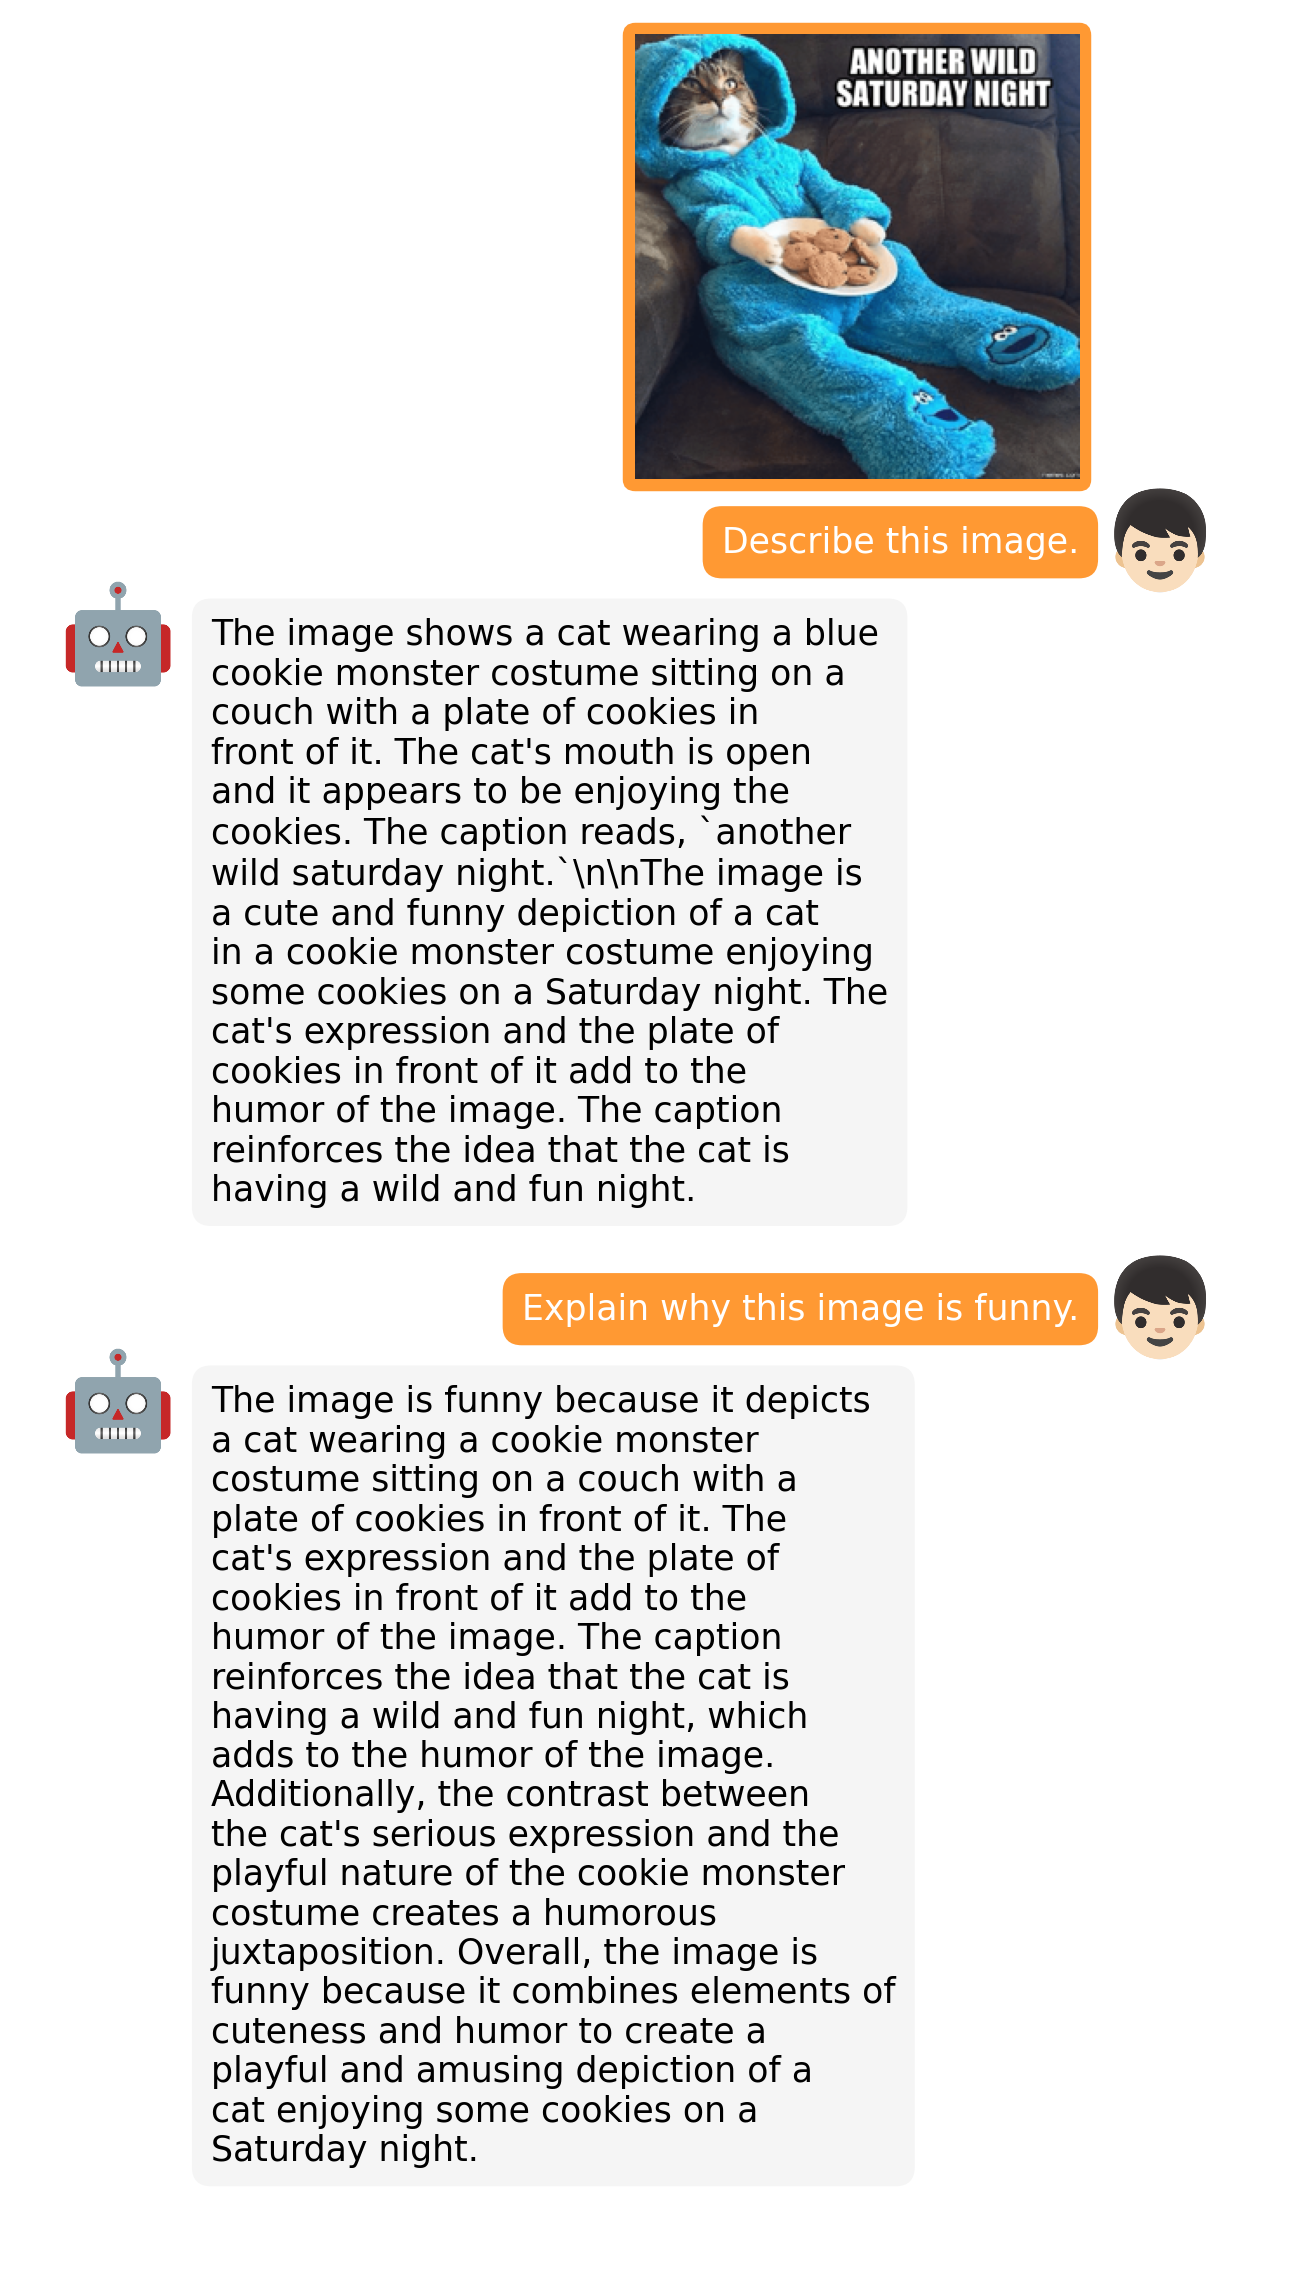 ANOTHER WILD
SATURDAY NIGHT
Describe this image.
The image shows a cat wearing a blue
cookie monster costume sitting on a
couch with a plate of cookies in
front of it. The cat's mouth is open
and it appears to be enjoying the
cookies. The caption reads, `another
wild saturday night.`\n\nThe image is
a cute and funny depiction of a cat
in a cookie monster costume enjoying
some cookies on a Saturday night. The
cat's expression and the plate of
cookies in front of it add to the
humor of the image. The caption
reinforces the idea that the cat is
having a wild and fun night.
Explain why this image is funny.
The image is funny because it depicts
a cat wearing a cookie monster
costume sitting on a couch with a
plate of cookies in front of it. The
cat's expression and the plate of
cookies in front of it add to the
humor of the image. The caption
reinforces the idea that the cat is
having a wild and fun night, which
adds to the humor of the image.
Additionally, the contrast between
the cat's serious expression and the
playful nature of the cookie monster
costume creates a humorous
juxtaposition. Overall, the image is
funny because it combines elements of
cuteness and humor to create a
playful and amusing depiction of a
cat enjoying some cookies on a
Saturday night.